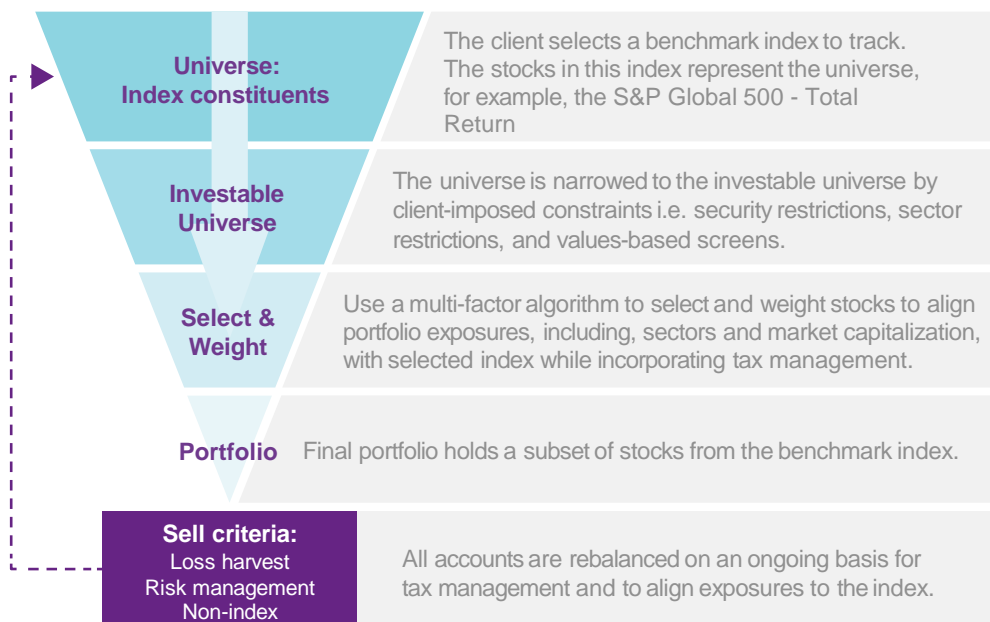 Universe:
Index constituents
The client selects a benchmark index to track.
The stocks in this index represent the universe,
for example, the S&P Global 500 - Total
Return
Investable
Universe
The universe is narrowed to the investable universe by
client-imposed constraints i.e. security restrictions, sector
restrictions, and values-based screens.
Select &
Weight
Use a multi-factor algorithm to select and weight stocks to align
portfolio exposures, including, sectors and market capitalization,
with selected index while incorporating tax management.
Portfolio
Final portfolio holds a subset of stocks from the benchmark index.
Sell criteria:
Loss harvest
Risk management
Non-index
All accounts are rebalanced on an ongoing basis for
tax management and to align exposures to the index.